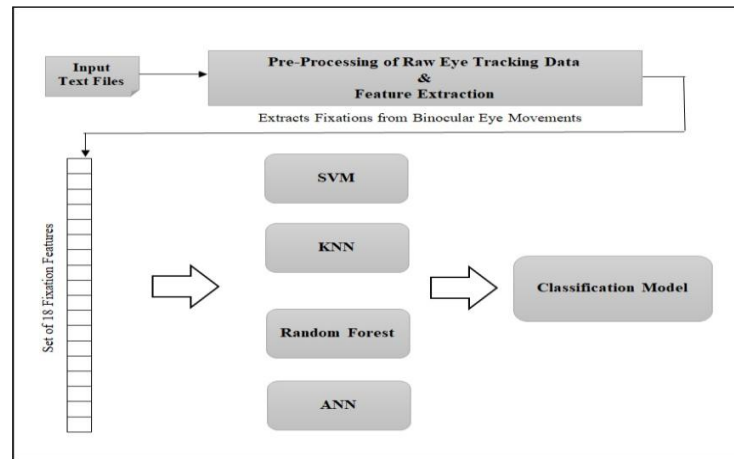 Input
Text Files
Pre-Processing of Raw Eye Tracking Data
&
Feature Extraction
Extracts Fixations from Binocular Eye Movements
Set of 18 Fixation Features
SVM
KNN
Random Forest
ANN
Classification Model